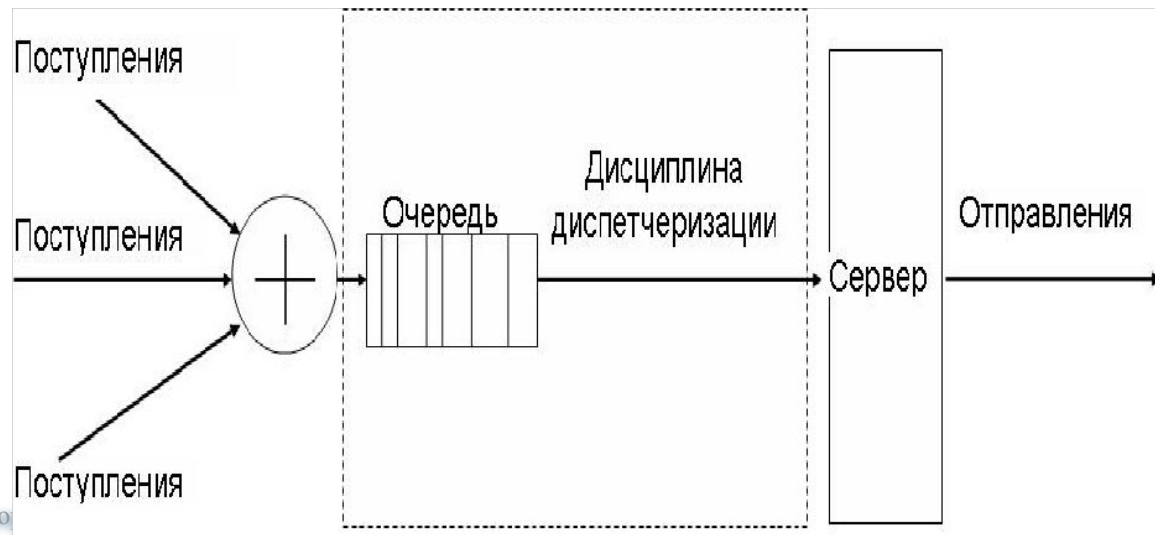 Поступления
Поступления
Поступления
Очередь
Дисциплина
диспетчеризации
Сервер
Отправления